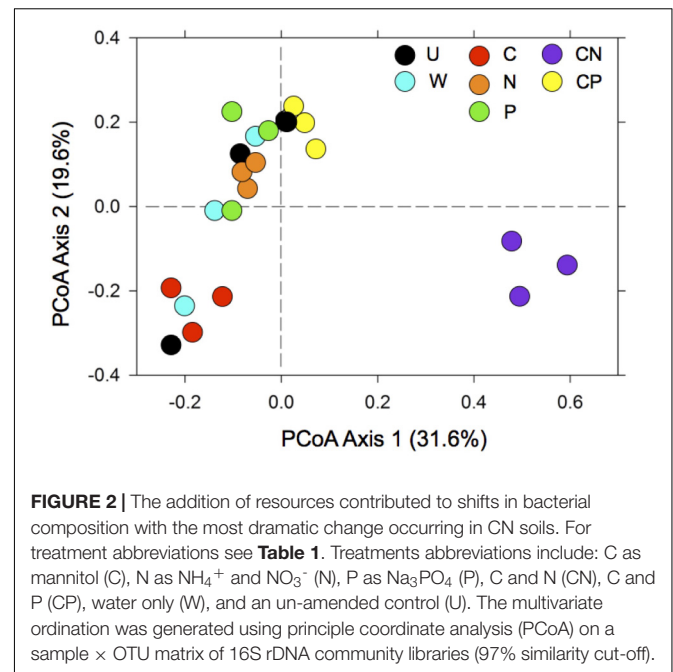 0.4
0.2
0.0
-0.2
-0.4
PCoA Axis 2 (19.6%)
U
C
CN
W
N
CP
P
-0.2
0.0
0.2
0.4
0.6
PCoA Axis 1 (31.6%)
FIGURE 2 | The addition of resources contributed to shifts in bacterial
composition with the most dramatic change occurring in CN soils. For
treatment abbreviations see Table 1. Treatments abbreviations include: C as
mannitol (C), N as NH₄⁺ and NO₃⁻ (N), P as Na₃PO₄ (P), C and N (CN), C and
P (CP), water only (W), and an un-amended control (U). The multivariate
ordination was generated using principle coordinate analysis (PCoA) on a
sample × OTU matrix of 16S rDNA community libraries (97% similarity cut-off).